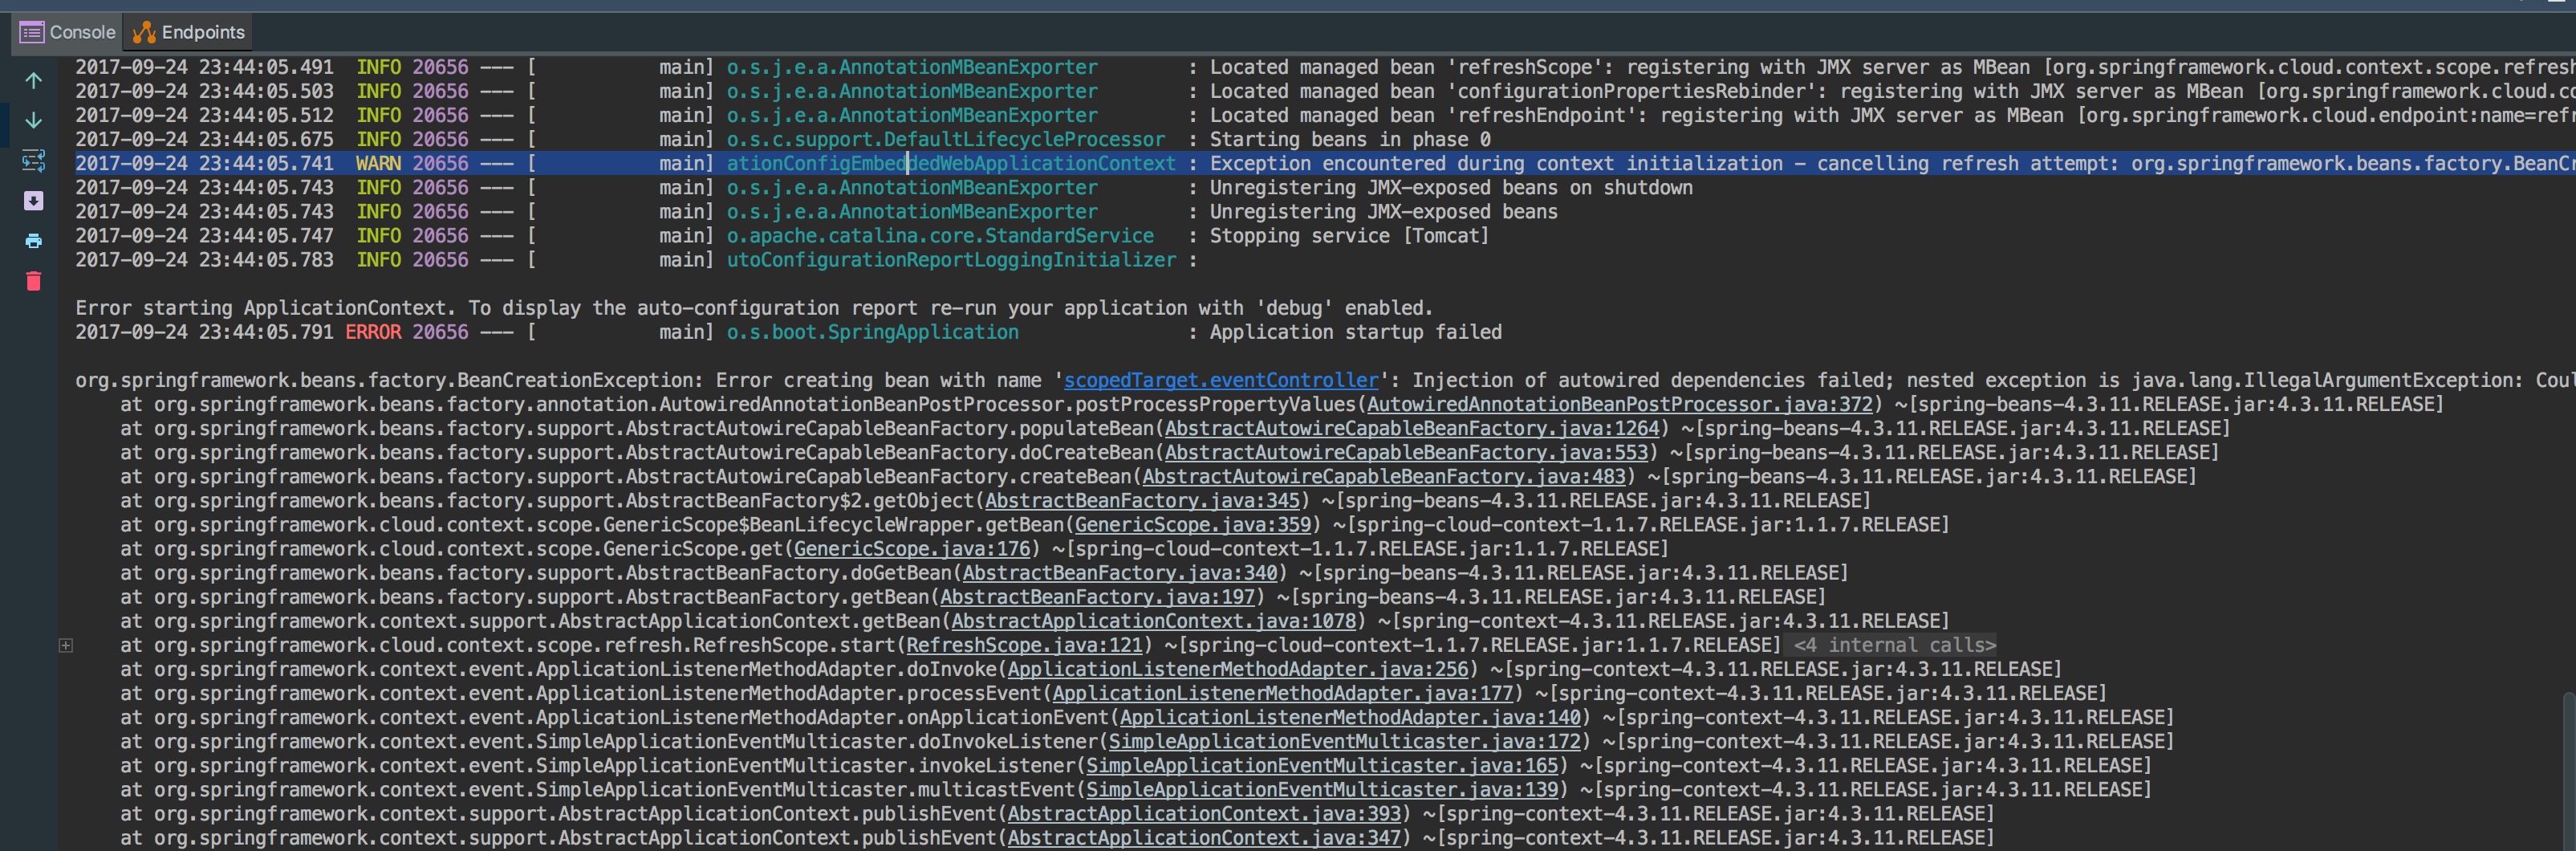 Console Endpoints
2017-09-24 23:44:05.491  INFO 20656 --- [           main] o.s.j.e.a.AnnotationMBeanExporter        : Located managed bean 'refreshScope': registering with JMX server as MBean [org.springframework.cloud.context.scope.refresh
2017-09-24 23:44:05.503  INFO 20656 --- [           main] o.s.j.e.a.AnnotationMBeanExporter        : Located managed bean 'configurationPropertiesRebinder': registering with JMX server as MBean [org.springframework.cloud.co
2017-09-24 23:44:05.512  INFO 20656 --- [           main] o.s.j.e.a.AnnotationMBeanExporter        : Located managed bean 'refreshEndpoint': registering with JMX server as MBean [org.springframework.cloud.endpoint:name=refr
2017-09-24 23:44:05.675  INFO 20656 --- [           main] o.s.c.support.DefaultLifecycleProcessor  : Starting beans in phase 0
2017-09-24 23:44:05.741  WARN 20656 --- [           main] ationConfigEmbeddedWebApplicationContext : Exception encountered during context initialization - cancelling refresh attempt: org.springframework.beans.factory.BeanCr
2017-09-24 23:44:05.743  INFO 20656 --- [           main] o.s.j.e.a.AnnotationMBeanExporter        : Unregistering JMX-exposed beans on shutdown
2017-09-24 23:44:05.743  INFO 20656 --- [           main] o.s.j.e.a.AnnotationMBeanExporter        : Unregistering JMX-exposed beans
2017-09-24 23:44:05.747  INFO 20656 --- [           main] o.apache.catalina.core.StandardService   : Stopping service [Tomcat]
2017-09-24 23:44:05.783  INFO 20656 --- [           main] utoConfigurationReportLoggingInitializer :
Error starting ApplicationContext. To display the auto-configuration report re-run your application with 'debug' enabled.
2017-09-24 23:44:05.791 ERROR 20656 --- [           main] o.s.boot.SpringApplication               : Application startup failed
org.springframework.beans.factory.BeanCreationException: Error creating bean with name 'scopedTarget.eventController': Injection of autowired dependencies failed; nested exception is java.lang.IllegalArgumentException: Coul
    at org.springframework.beans.factory.annotation.AutowiredAnnotationBeanPostProcessor.postProcessPropertyValues(AutowiredAnnotationBeanPostProcessor.java:372) ~[spring-beans-4.3.11.RELEASE.jar:4.3.11.RELEASE]
    at org.springframework.beans.factory.support.AbstractAutowireCapableBeanFactory.populateBean(AbstractAutowireCapableBeanFactory.java:1264) ~[spring-beans-4.3.11.RELEASE.jar:4.3.11.RELEASE]
    at org.springframework.beans.factory.support.AbstractAutowireCapableBeanFactory.doCreateBean(AbstractAutowireCapableBeanFactory.java:553) ~[spring-beans-4.3.11.RELEASE.jar:4.3.11.RELEASE]
    at org.springframework.beans.factory.support.AbstractAutowireCapableBeanFactory.createBean(AbstractAutowireCapableBeanFactory.java:483) ~[spring-beans-4.3.11.RELEASE.jar:4.3.11.RELEASE]
    at org.springframework.beans.factory.support.AbstractBeanFactory$2.getObject(AbstractBeanFactory.java:345) ~[spring-beans-4.3.11.RELEASE.jar:4.3.11.RELEASE]
    at org.springframework.cloud.context.scope.GenericScope$BeanLifecycleWrapper.getBean(GenericScope.java:359) ~[spring-cloud-context-1.1.7.RELEASE.jar:1.1.7.RELEASE]
    at org.springframework.cloud.context.scope.GenericScope.get(GenericScope.java:176) ~[spring-cloud-context-1.1.7.RELEASE.jar:1.1.7.RELEASE]
    at org.springframework.beans.factory.support.AbstractBeanFactory.doGetBean(AbstractBeanFactory.java:340) ~[spring-beans-4.3.11.RELEASE.jar:4.3.11.RELEASE]
    at org.springframework.beans.factory.support.AbstractBeanFactory.getBean(AbstractBeanFactory.java:197) ~[spring-beans-4.3.11.RELEASE.jar:4.3.11.RELEASE]
    at org.springframework.context.support.AbstractApplicationContext.getBean(AbstractApplicationContext.java:1078) ~[spring-context-4.3.11.RELEASE.jar:4.3.11.RELEASE]
    at org.springframework.cloud.context.scope.refresh.RefreshScope.start(RefreshScope.java:121) ~[spring-cloud-context-1.1.7.RELEASE.jar:1.1.7.RELEASE] <4 internal calls>
    at org.springframework.context.event.ApplicationListenerMethodAdapter.doInvoke(ApplicationListenerMethodAdapter.java:256) ~[spring-context-4.3.11.RELEASE.jar:4.3.11.RELEASE]
    at org.springframework.context.event.ApplicationListenerMethodAdapter.processEvent(ApplicationListenerMethodAdapter.java:177) ~[spring-context-4.3.11.RELEASE.jar:4.3.11.RELEASE]
    at org.springframework.context.event.ApplicationListenerMethodAdapter.onApplicationEvent(ApplicationListenerMethodAdapter.java:140) ~[spring-context-4.3.11.RELEASE.jar:4.3.11.RELEASE]
    at org.springframework.context.event.SimpleApplicationEventMulticaster.doInvokeListener(SimpleApplicationEventMulticaster.java:172) ~[spring-context-4.3.11.RELEASE.jar:4.3.11.RELEASE]
    at org.springframework.context.event.SimpleApplicationEventMulticaster.invokeListener(SimpleApplicationEventMulticaster.java:165) ~[spring-context-4.3.11.RELEASE.jar:4.3.11.RELEASE]
    at org.springframework.context.event.SimpleApplicationEventMulticaster.multicastEvent(SimpleApplicationEventMulticaster.java:139) ~[spring-context-4.3.11.RELEASE.jar:4.3.11.RELEASE]
    at org.springframework.context.support.AbstractApplicationContext.publishEvent(AbstractApplicationContext.java:393) ~[spring-context-4.3.11.RELEASE.jar:4.3.11.RELEASE]
    at org.springframework.context.support.AbstractApplicationContext.publishEvent(AbstractApplicationContext.java:347) ~[spring-context-4.3.11.RELEASE.jar:4.3.11.RELEASE]